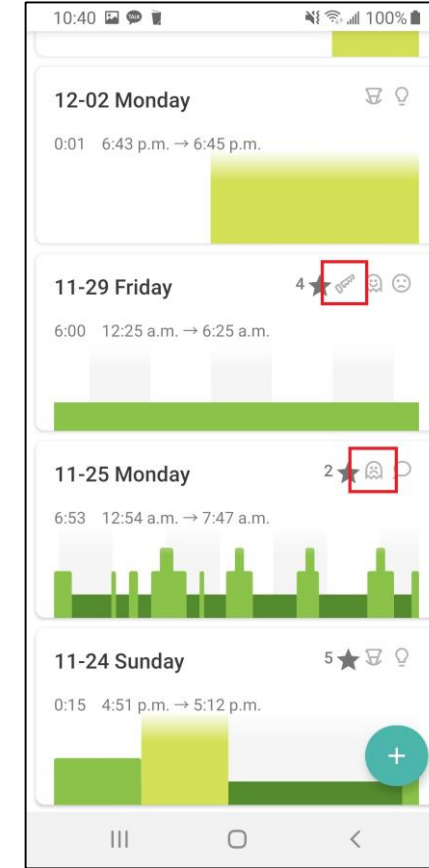 10:40 100%
12-02 Monday
0:01 6:43 p.m. → 6:45 p.m.
11-29 Friday 4
6:00 12:25 a.m. → 6:25 a.m.
11-25 Monday 2
6:53 12:54 a.m. → 7:47 a.m.
11-24 Sunday 5
0:15 4:51 p.m. → 5:12 p.m.
+